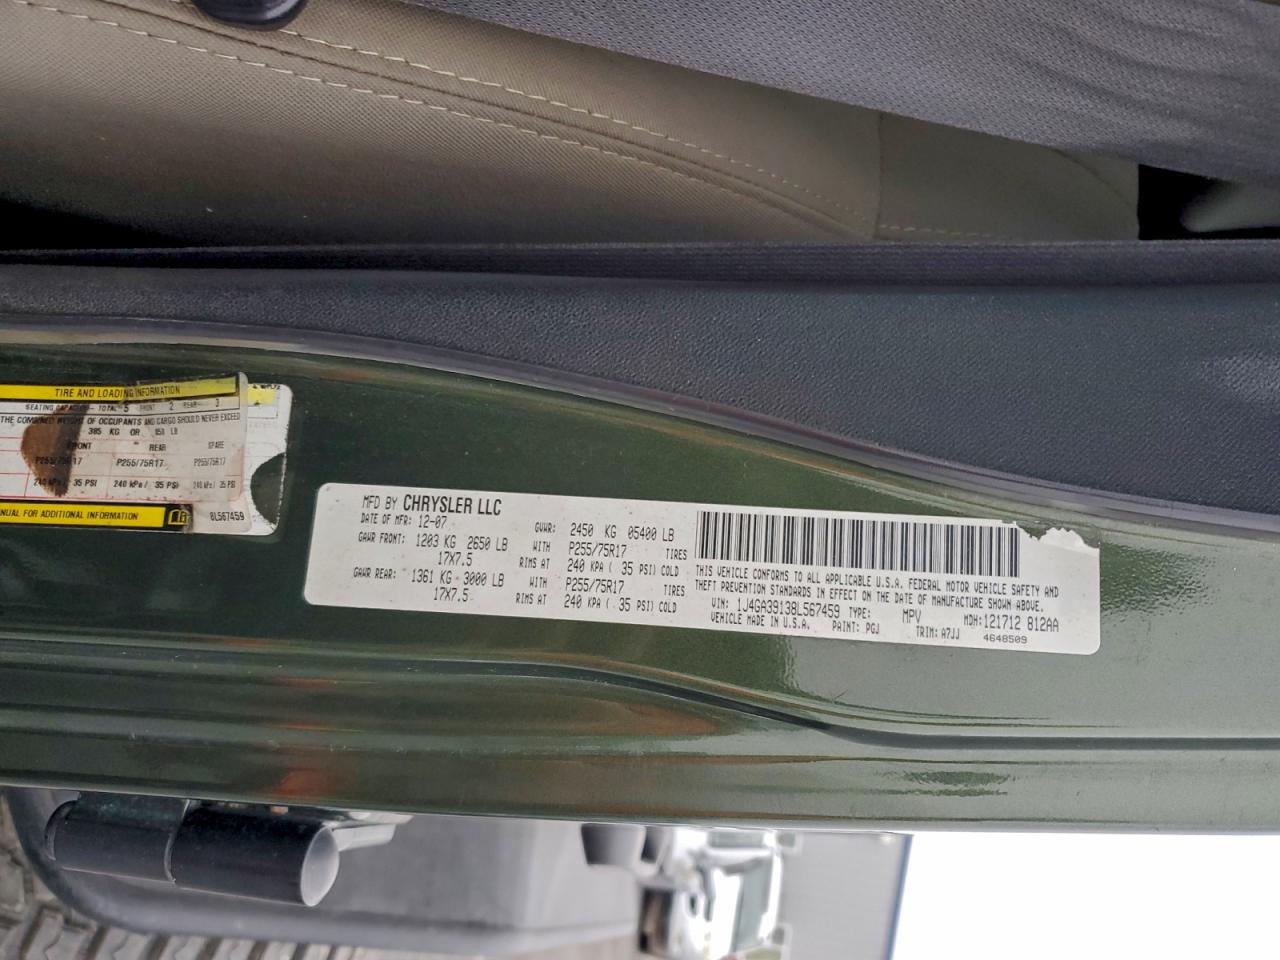 TIRE AND LOADING INFORMATION
SEATING CAPACITY - TOTAL 5 FRONT 2 REAR 3
THE COMBINED WEIGHT OF OCCUPANTS AND CARGO SHOULD NEVER EXCEED
385 KG OR 850 LB
FRONT REAR SPARE
P255/75R17 P255/75R17 P255/75R17
240 kPa / 35 PSI 240 kPa / 35 PSI 240 kPa / 35 PSI
NUAL FOR ADDITIONAL INFORMATION
8L567459
MFD BY CHRYSLER LLC
DATE OF MFR: 12-07 GVWR: 2450 KG 05400 LB
GAWR FRONT: 1203 KG 2650 LB WITH P255/75R17 TIRES
17X7.5 RIMS AT 240 KPA ( 35 PSI) COLD
GAWR REAR: 1361 KG 3000 LB WITH P255/75R17 TIRES
17X7.5 RIMS AT 240 KPA ( 35 PSI) COLD
THIS VEHICLE CONFORMS TO ALL APPLICABLE U.S.A. FEDERAL MOTOR VEHICLE SAFETY AND
THEFT PREVENTION STANDARDS IN EFFECT ON THE DATE OF MANUFACTURE SHOWN ABOVE.
VIN: 1J4GA39138L567459 TYPE: MPV MDH: 121712 812AA
VEHICLE MADE IN U.S.A. PAINT: PGJ TRIM: A7JJ 4648509